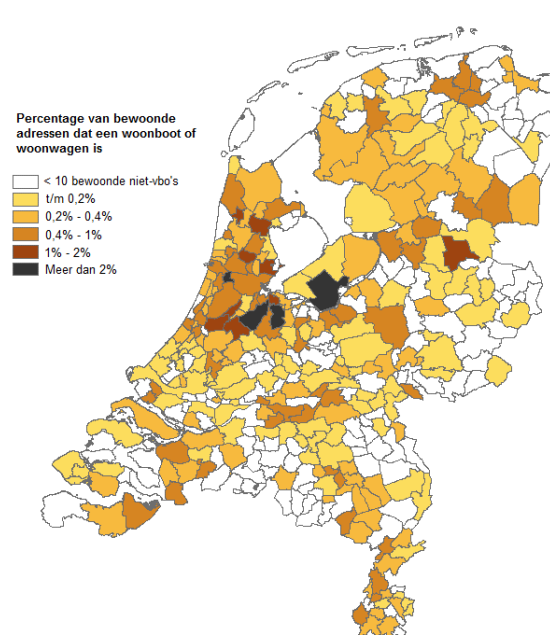 Percentage van bewoonde
adressen dat een woonboot of
woonwagen is
< 10 bewoonde niet-vbo's
t/m 0,2%
0,2% - 0,4%
0,4% - 1%
1% - 2%
Meer dan 2%